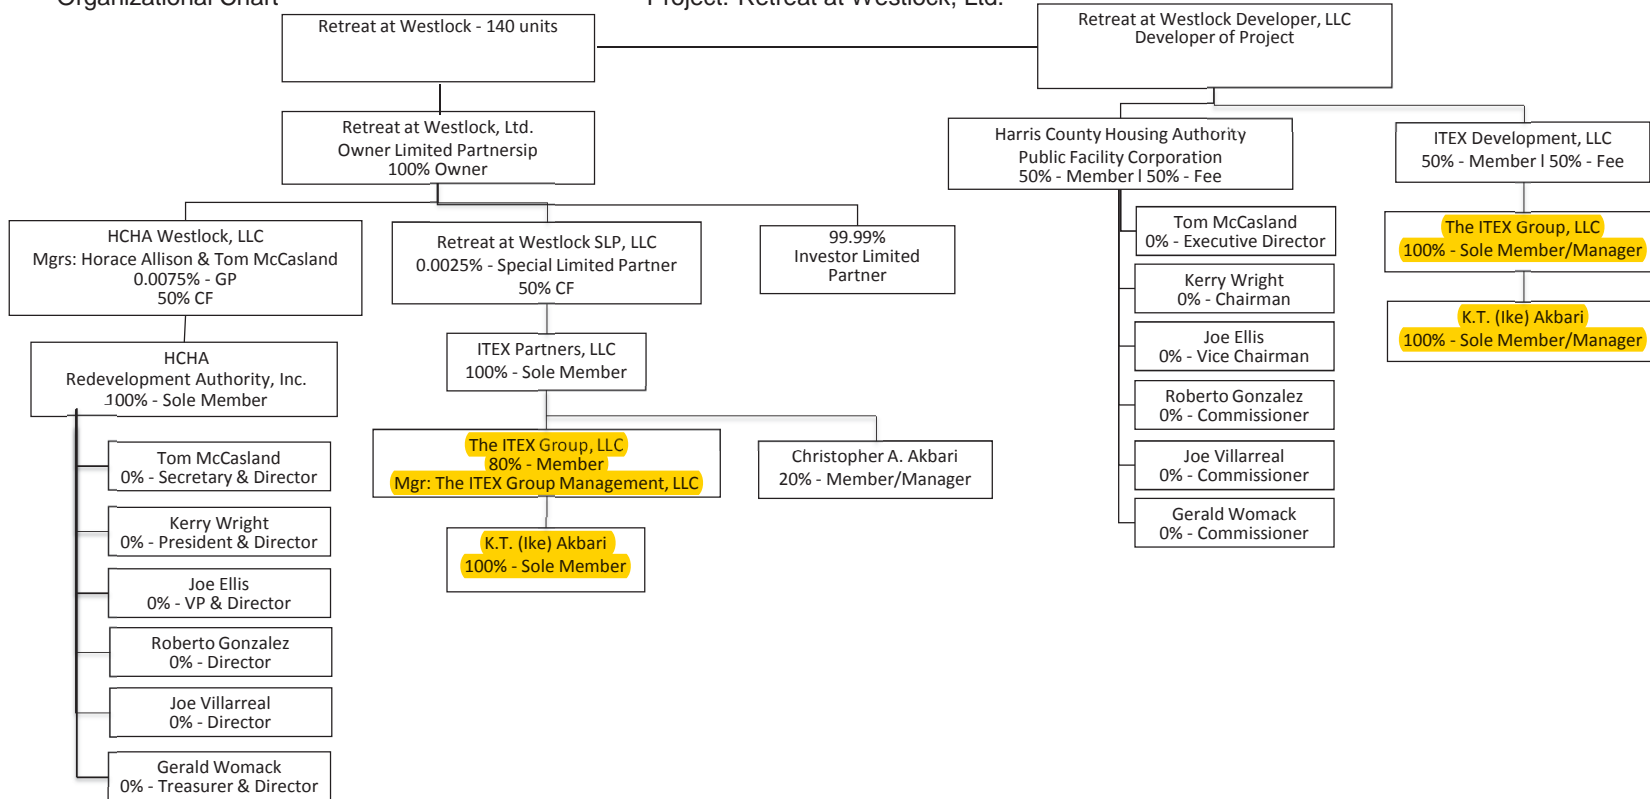 Organizational Chart
Project: Retreat at Westlock, Ltd.
Retreat at Westlock - 140 units
Retreat at Westlock Developer, LLC
Developer of Project
Retreat at Westlock, Ltd.
Owner Limited Partnersip
100% Owner
Harris County Housing Authority
Public Facility Corporation
50% - Member l 50% - Fee
ITEX Development, LLC
50% - Member l 50% - Fee
HCHA Westlock, LLC
Mgrs: Horace Allison & Tom McCasland
0.0075% - GP
50% CF
Retreat at Westlock SLP, LLC
0.0025% - Special Limited Partner
50% CF
99.99%
Investor Limited
Partner
Tom McCasland
0% - Executive Director
Kerry Wright
0% - Chairman
Joe Ellis
0% - Vice Chairman
Roberto Gonzalez
0% - Commissioner
Joe Villarreal
0% - Commissioner
Gerald Womack
0% - Commissioner
The ITEX Group, LLC
100% - Sole Member/Manager
K.T. (Ike) Akbari
100% - Sole Member/Manager
HCHA
Redevelopment Authority, Inc.
100% - Sole Member
ITEX Partners, LLC
100% - Sole Member
The ITEX Group, LLC
80% - Member
Mgr: The ITEX Group Management, LLC
Christopher A. Akbari
20% - Member/Manager
K.T. (Ike) Akbari
100% - Sole Member
Tom McCasland
0% - Secretary & Director
Kerry Wright
0% - President & Director
Joe Ellis
0% - VP & Director
Roberto Gonzalez
0% - Director
Joe Villarreal
0% - Director
Gerald Womack
0% - Treasurer & Director